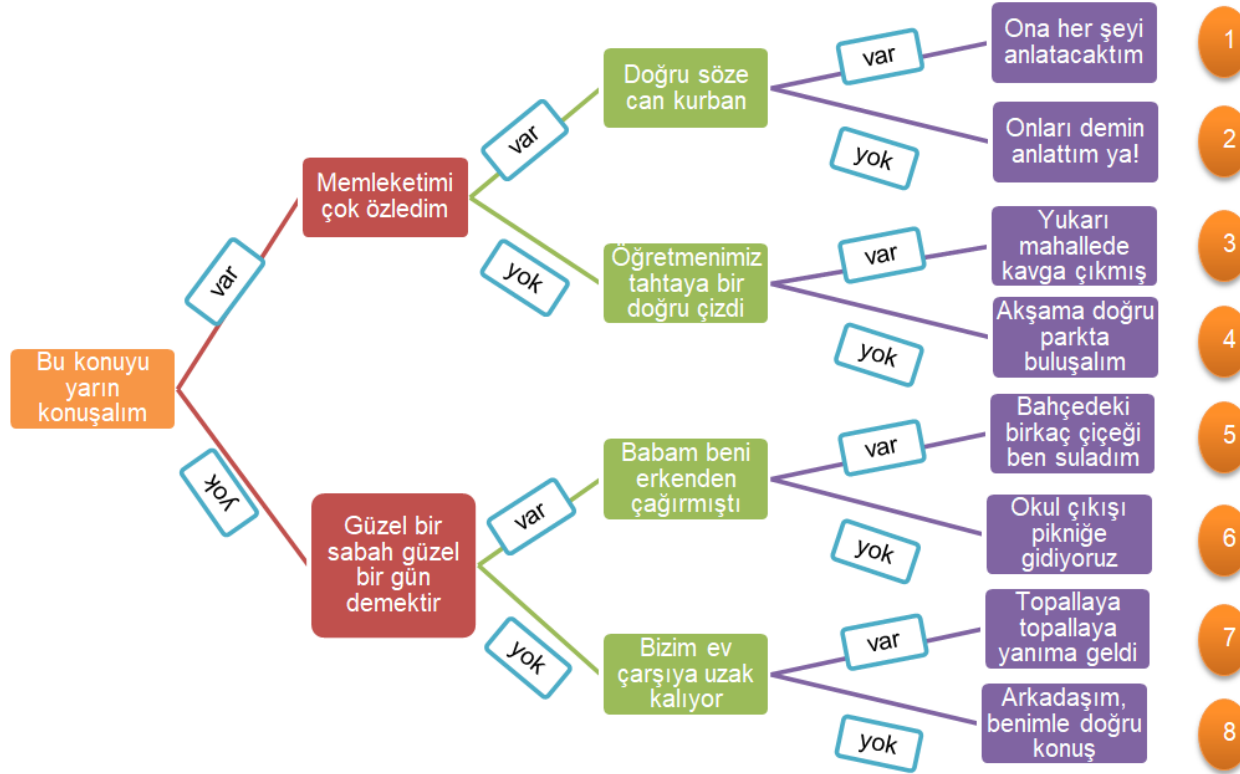 Bu konuyu
yarın
konuşalım
var
yok
Memleketimi
çok özledim
Güzel bir
sabah güzel
bir gün
demektir
var
yok
var
yok
Doğru söze
can kurban
Öğretmenimiz
tahtaya bir
doğru çizdi
Babam beni
erkenden
çağırmıştı
Bizim ev
çarşıya uzak
kalıyor
var
yok
var
yok
var
yok
var
yok
Ona her şeyi
anlatacaktım
1
Onları demin
anlattım ya!
2
Yukarı
mahallede
kavga çıkmış
3
Akşama doğru
parkta
buluşalım
4
Bahçedeki
birkaç çiçeği
ben suladım
5
Okul çıkışı
pikniğe
gidiyoruz
6
Topallaya
topallaya
yanıma geldi
7
Arkadaşım,
benimle doğru
konuş
8